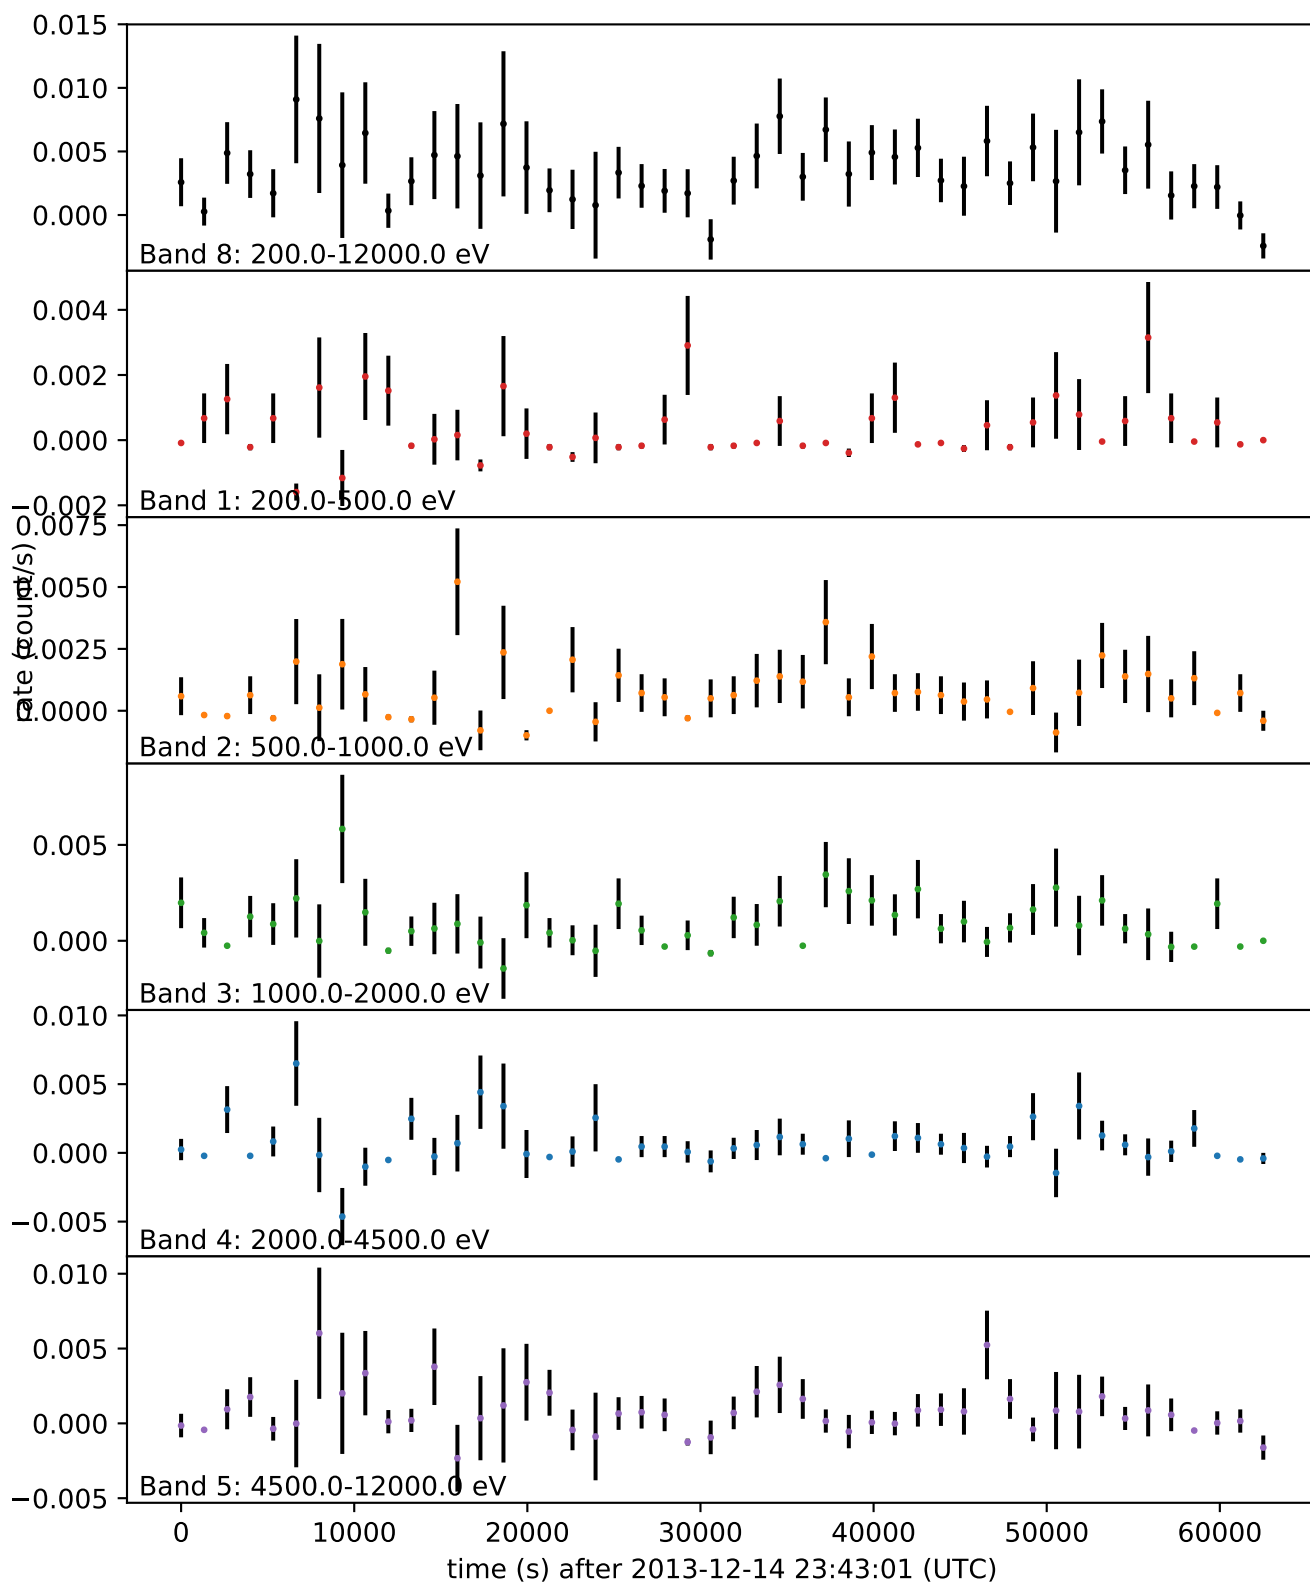 0.015
0.010
0.005
0.000
Band 8: 200.0-12000.0 eV
0.004
0.002
0.000
−0.002
Band 1: 200.0-500.0 eV
rate (count/s)
0.0075
0.0050
0.0025
0.0000
Band 2: 500.0-1000.0 eV
0.005
0.000
Band 3: 1000.0-2000.0 eV
0.010
0.005
0.000
−0.005
Band 4: 2000.0-4500.0 eV
0.010
0.005
0.000
−0.005
Band 5: 4500.0-12000.0 eV
0 10000 20000 30000 40000 50000 60000
time (s) after 2013-12-14 23:43:01 (UTC)